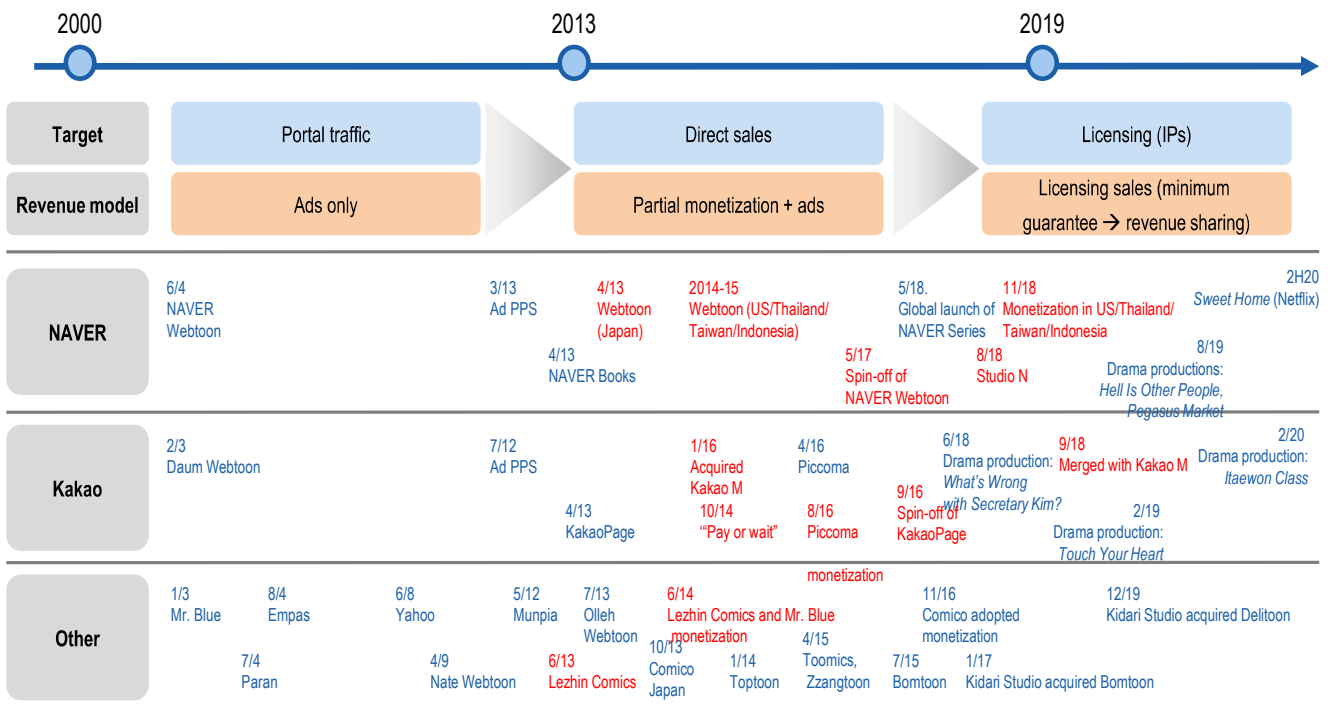 2000
2013
2019
Target
Portal traffic
Direct sales
Licensing (IPs)
Revenue model
Ads only
Partial monetization + ads
Licensing sales (minimum
guarantee → revenue sharing)
NAVER
6/4
NAVER
Webtoon
3/13
Ad PPS
4/13
NAVER Books
4/13
Webtoon
(Japan)
2014-15
Webtoon (US/Thailand/
Taiwan/Indonesia)
5/17
Spin-off of
NAVER Webtoon
5/18.
Global launch of
NAVER Series
8/18
Studio N
11/18
Monetization in US/Thailand/
Taiwan/Indonesia
8/19
Drama productions:
Hell Is Other People,
Pegasus Market
2H20
Sweet Home (Netflix)
Kakao
2/3
Daum Webtoon
7/12
Ad PPS
4/13
KakaoPage
1/16
Acquired
Kakao M
10/14
‘“Pay or wait”
4/16
Piccoma
8/16
Piccoma
monetization
9/16
Spin-off of
KakaoPage
6/18
Drama production:
What's Wrong
with Secretary Kim?
9/18
Merged with Kakao M
2/19
Drama production:
Touch Your Heart
2/20
Drama production:
Itaewon Class
Other
1/3
Mr. Blue
7/4
Paran
8/4
Empas
6/8
Yahoo
4/9
Nate Webtoon
5/12
Munpia
6/13
Lezhin Comics
7/13
Olleh
Webtoon
10/13
Comico
Japan
6/14
Lezhin Comics and Mr. Blue
monetization
1/14
Toptoon
4/15
Toomics,
Zzangtoon
7/15
Bomtoon
11/16
Comico adopted
monetization
1/17
Kidari Studio acquired Bomtoon
12/19
Kidari Studio acquired Delitoon